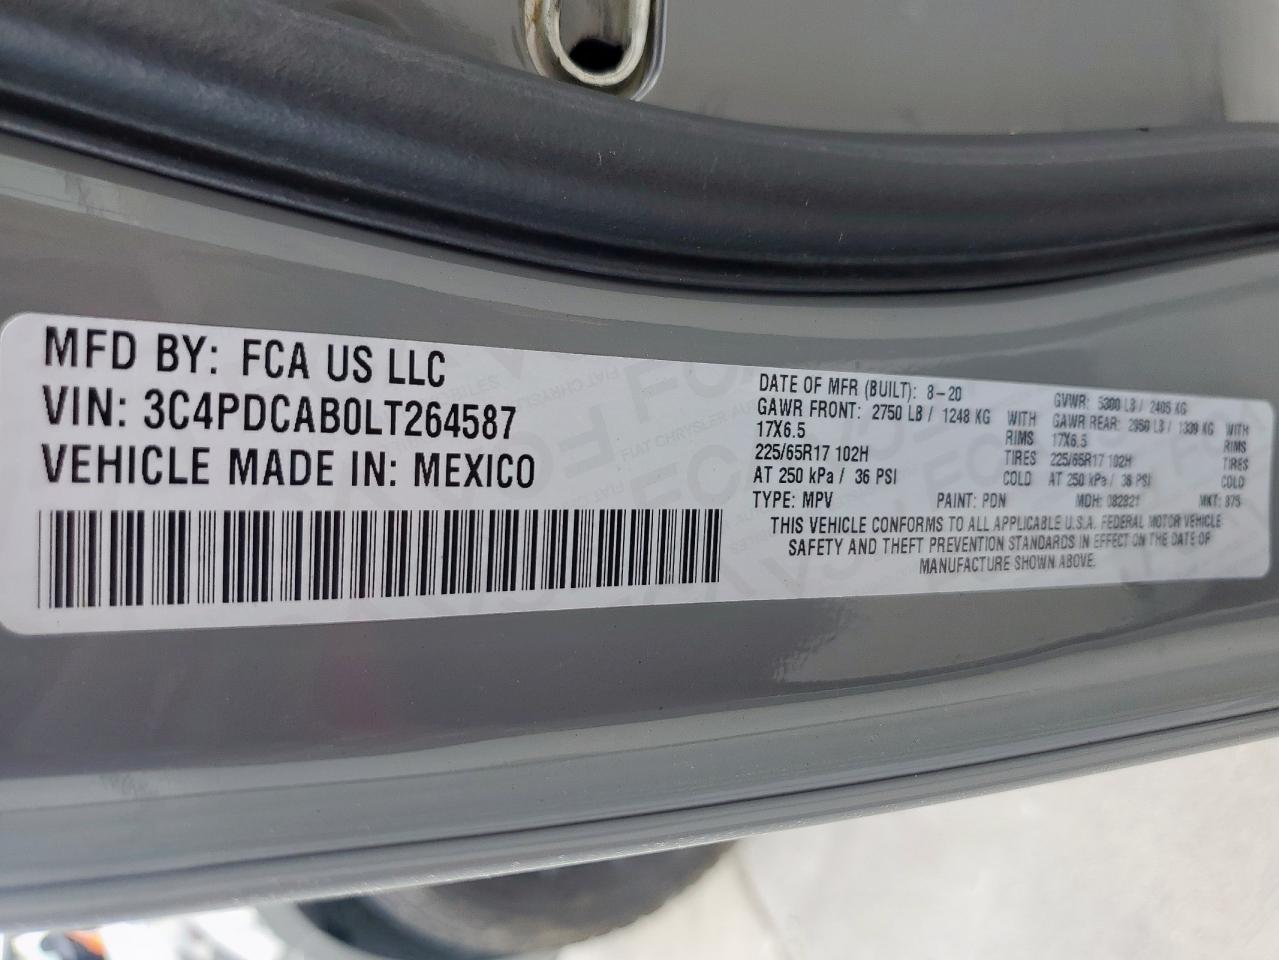 MFD BY: FCA US LLC
VIN: 3C4PDCAB0LT264587
VEHICLE MADE IN: MEXICO
DATE OF MFR (BUILT): 8-20 GVWR: 5300 LB / 2405 KG
GAWR FRONT: 2750 LB / 1248 KG WITH GAWR REAR: 2950 LB / 1339 KG WITH
17X6.5 RIMS 17X6.5 RIMS
225/65R17 102H TIRES 225/65R17 102H TIRES
AT 250 kPa / 36 PSI COLD AT 250 kPa / 36 PSI COLD
TYPE: MPV PAINT: PDN MDH: 082821 MKT: 875
THIS VEHICLE CONFORMS TO ALL APPLICABLE U.S.A. FEDERAL MOTOR VEHICLE
SAFETY AND THEFT PREVENTION STANDARDS IN EFFECT ON THE DATE OF
MANUFACTURE SHOWN ABOVE.